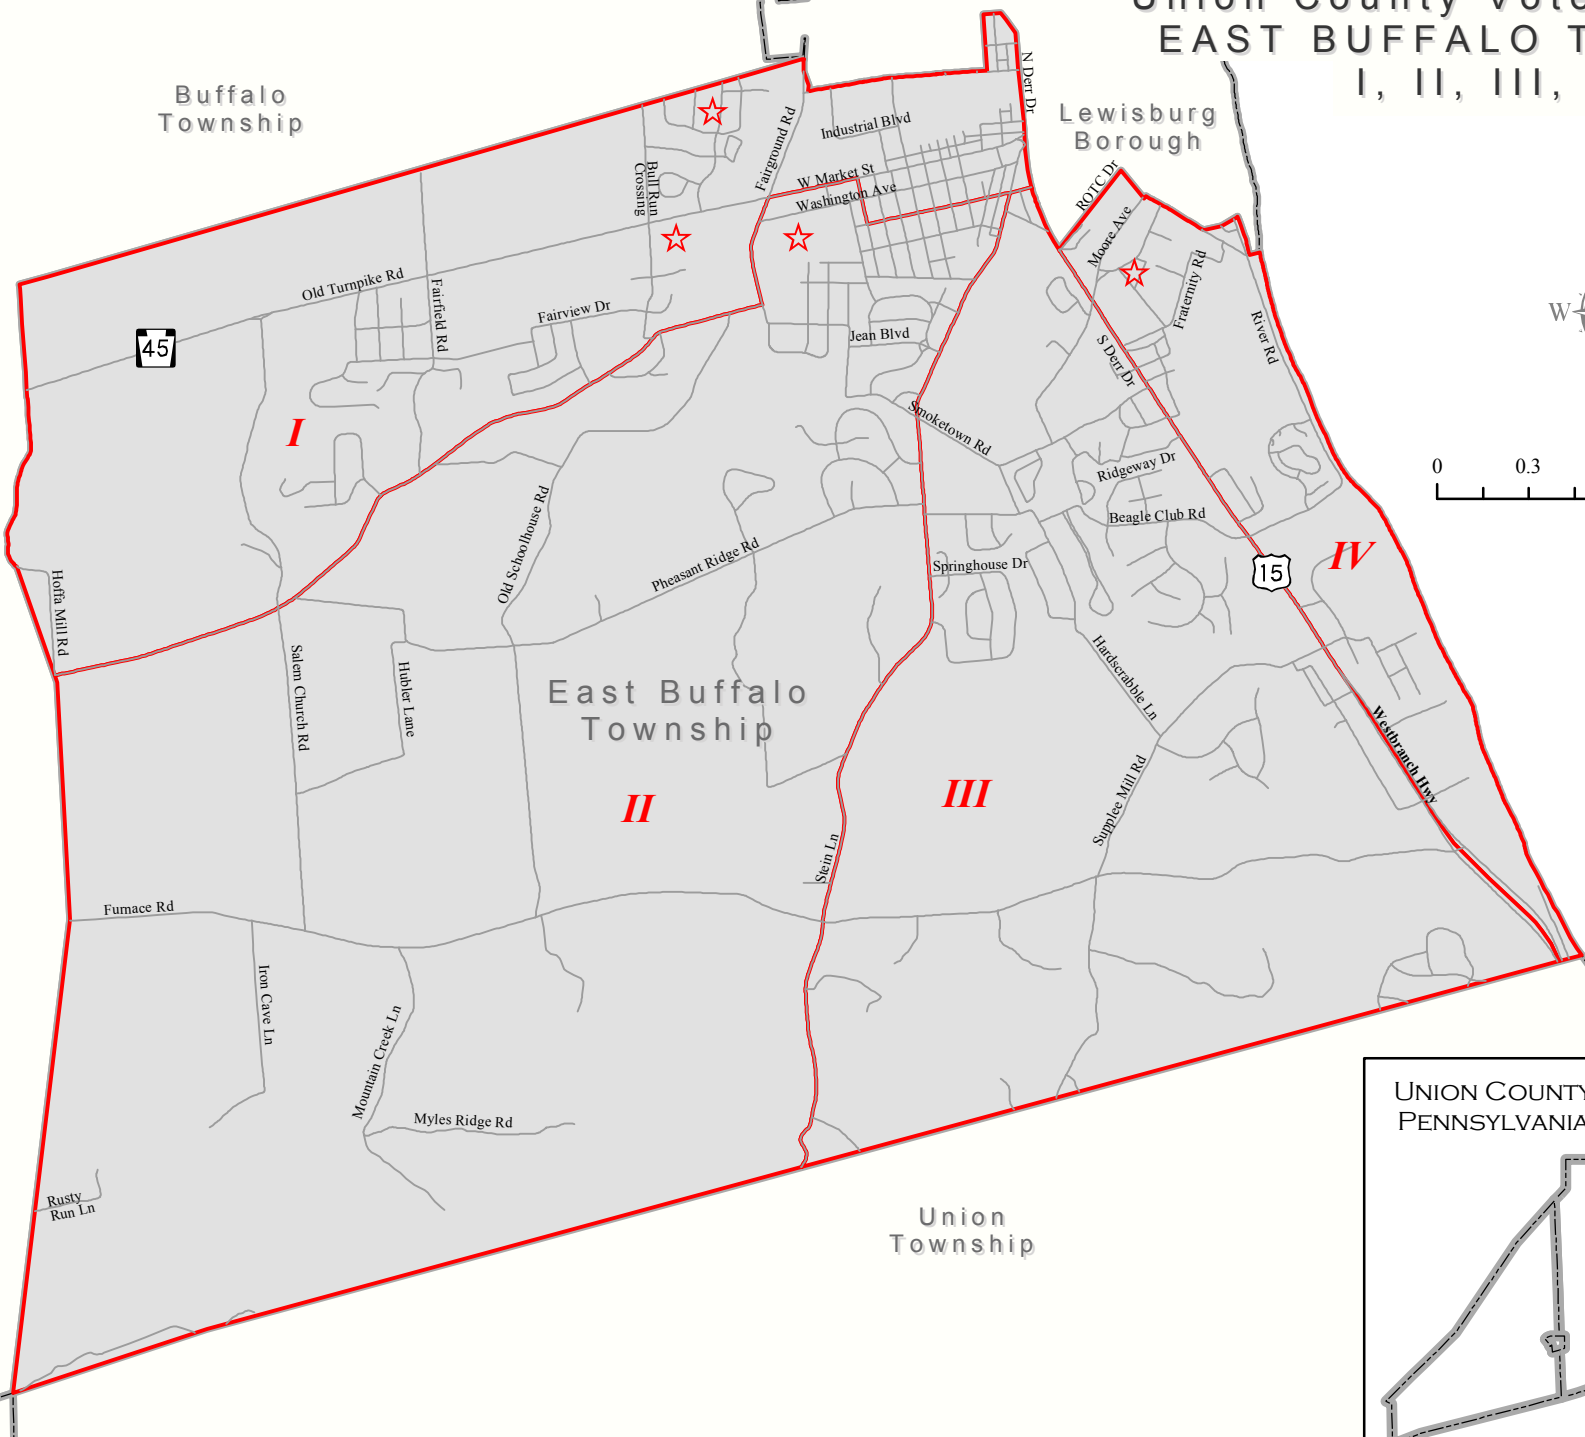 Union County Vote
EAST BUFFALO T
I, II, III,
Buffalo
Township
Lewisburg
Borough
N Derr Dr
Industrial Blvd
Fairground Rd
W Market St
Washington Ave
Bull Run
Crossing
ROTC Dr
Moore Ave
Fraternity Rd
River Rd
Old Turnpike Rd
Fairfield Rd
Fairview Dr
Jean Blvd
S Derr Dr
45
W
I
Smoketown Rd
Ridgeway Dr
0 0.3
Old Schoolhouse Rd
Pheasant Ridge Rd
Beagle Club Rd
Springhouse Dr
15
IV
Hoffa Mill Rd
Salem Church Rd
Hubler Lane
Hardscrabble Ln
East Buffalo
Township
Westbranch Hwy
II
III
Supplee Mill Rd
Stein Ln
Furnace Rd
Iron Cave Ln
Mountain Creek Ln
Myles Ridge Rd
Rusty
Run Ln
Union
Township
UNION COUNTY
PENNSYLVANIA